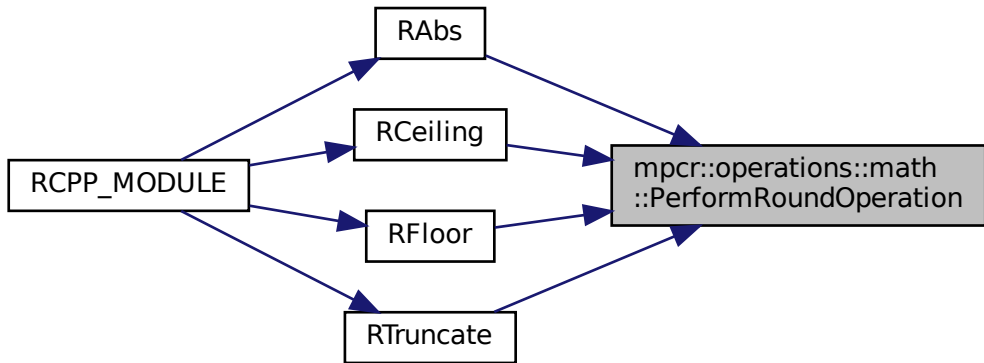 RAbs
RCeiling
RCPP_MODULE
mpcr::operations::math
::PerformRoundOperation
RFloor
RTruncate